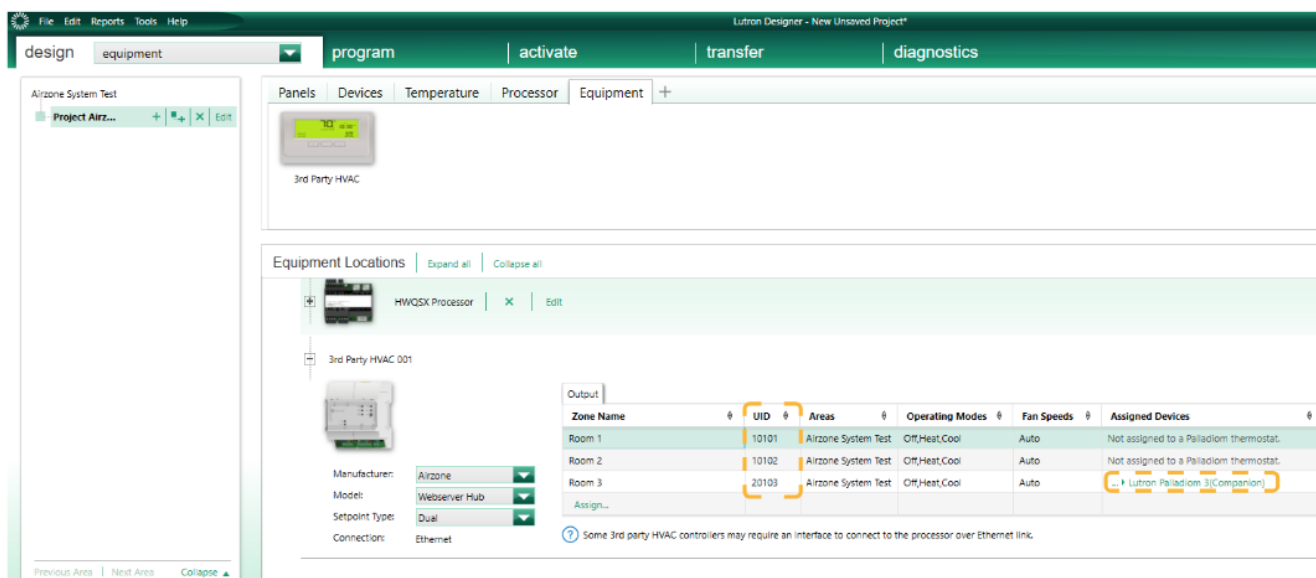 File Edit Reports Tools Help
Lutron Designer - New Unsaved Project*
design equipment program activate transfer diagnostics
Airzone System Test
Project Airz... + × Edit
Panels Devices Temperature Processor Equipment +
3rd Party HVAC
Equipment Locations Expand all Collapse all
HWQSX Processor × Edit
3rd Party HVAC 001
Output
Zone Name UID Areas Operating Modes Fan Speeds Assigned Devices
Room 1 10101 Airzone System Test Off,Heat,Cool Auto Not assigned to a Palladiom thermostat.
Room 2 10102 Airzone System Test Off,Heat,Cool Auto Not assigned to a Palladiom thermostat.
Room 3 20103 Airzone System Test Off,Heat,Cool Auto ... Lutron Palladiom 3(Companion)
Assign...
Manufacturer: Airzone
Model: Webserver Hub
Setpoint Type: Dual
Connection: Ethernet
? Some 3rd party HVAC controllers may require an interface to connect to the processor over Ethernet link.
Previous Area Next Area Collapse